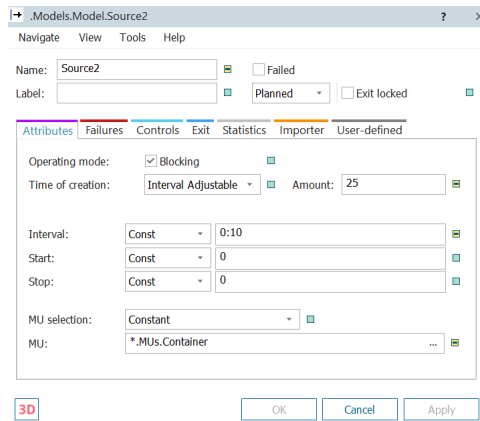 .Models.Model.Source2 ? ×
Navigate View Tools Help
Name: Source2 Failed
Label: Planned Exit locked
Attributes Failures Controls Exit Statistics Importer User-defined
Operating mode: Blocking
Time of creation: Interval Adjustable Amount: 25
Interval: Const 0:10
Start: Const 0
Stop: Const 0
MU selection: Constant
MU: *.MUs.Container ...
3D OK Cancel Apply